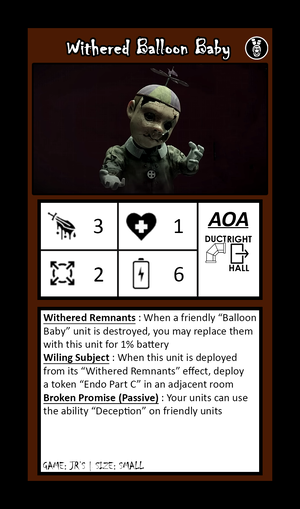 Withered Balloon Baby
3
1
AOA
DUCT RIGHT
HALL
2
6
Withered Remnants : When a friendly “Balloon
Baby” unit is destroyed, you may replace them
with this unit for 1% battery
Wiling Subject : When this unit is deployed
from its “Withered Remnants” effect, deploy
a token “Endo Part C” in an adjacent room
Broken Promise (Passive) : Your units can use
the ability “Deception” on friendly units
GAME: JR'S | SIZE: SMALL